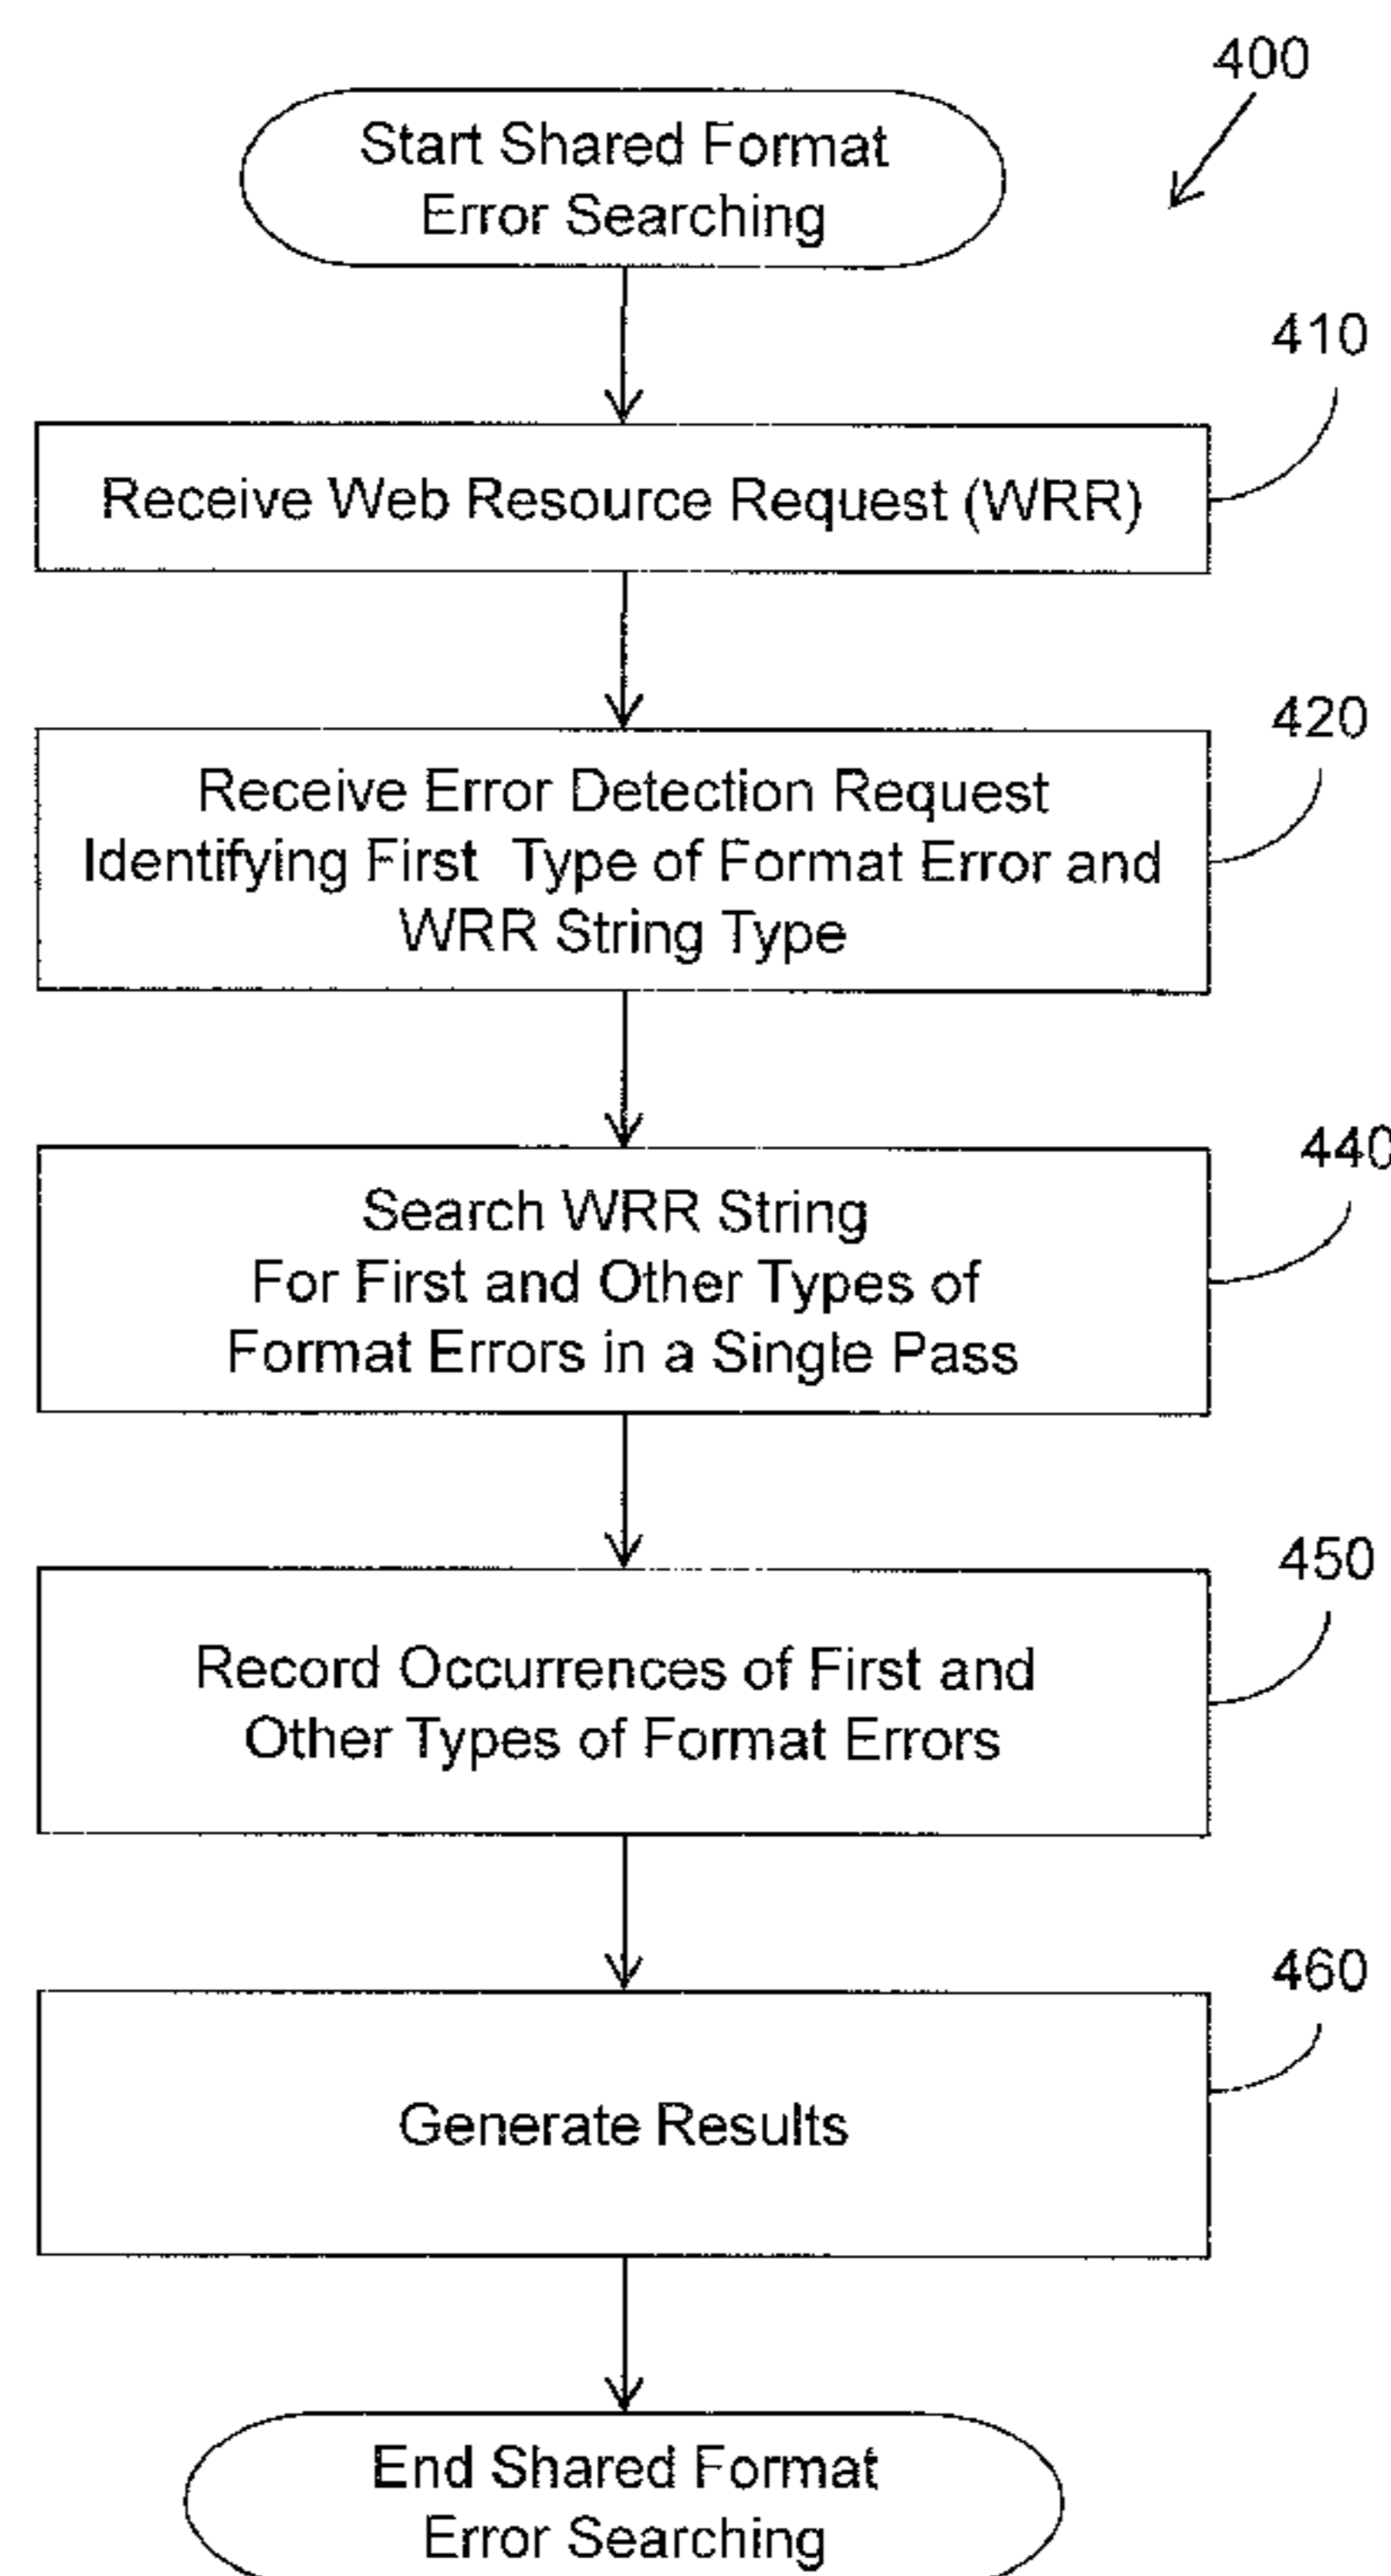 400
Start Shared Format
Error Searching
410
Receive Web Resource Request (WRR)
420
Receive Error Detection Request
Identifying First Type of Format Error and
WRR String Type
440
Search WRR String
For First and Other Types of
Format Errors in a Single Pass
450
Record Occurrences of First and
Other Types of Format Errors
460
Generate Results
End Shared Format
Error Searching